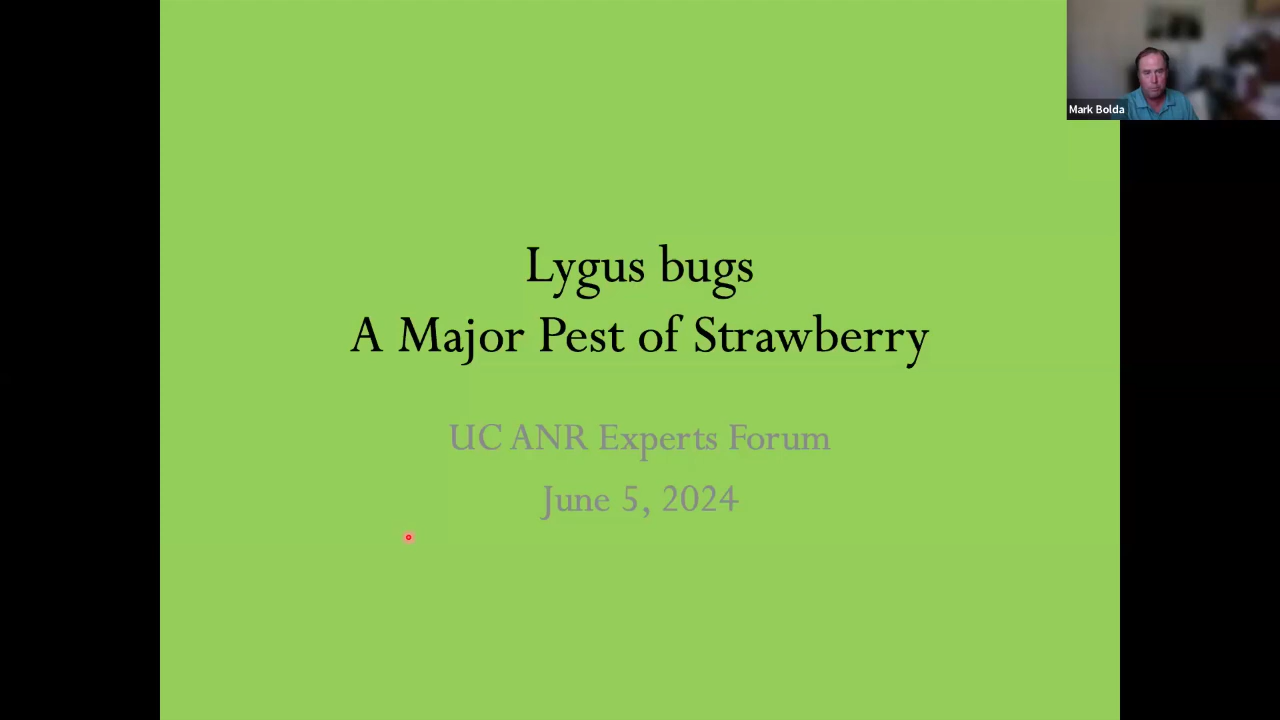 Mark Bolda
Lygus bugs
A Major Pest of Strawberry
UC ANR Experts Forum
June 5, 2024